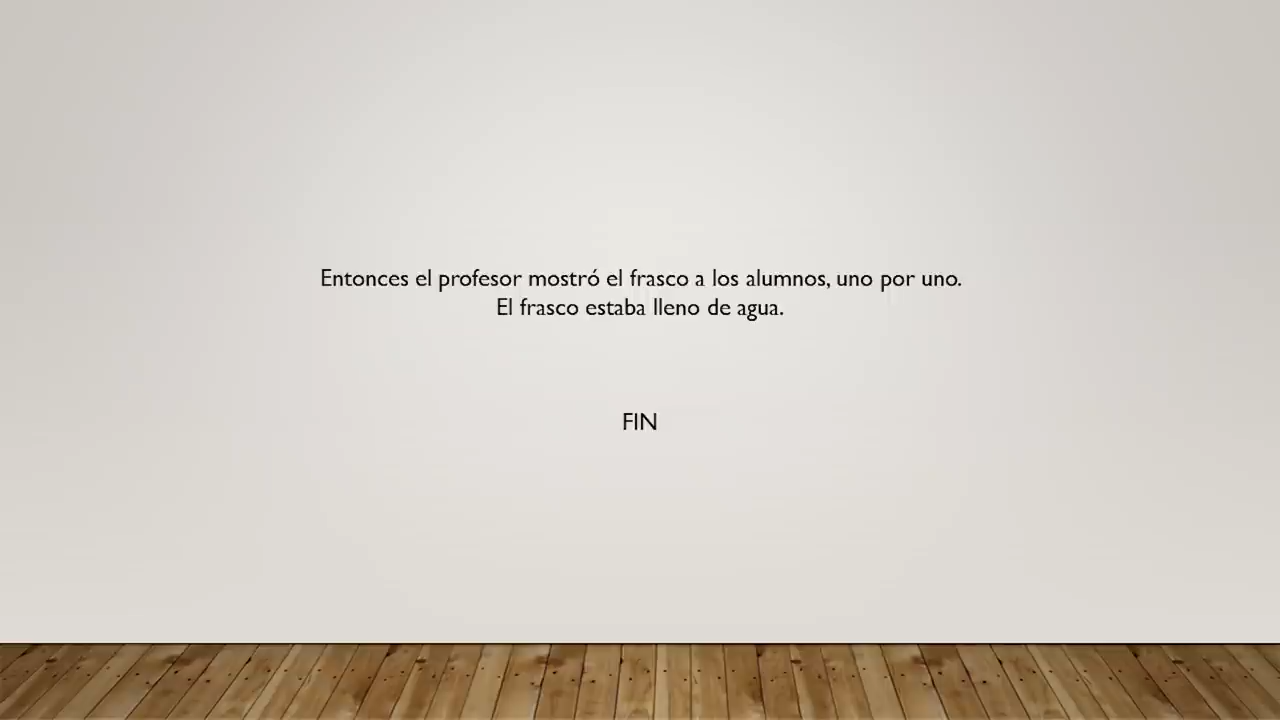 Entonces el profesor mostró el frasco a los alumnos, uno por uno.
El frasco estaba lleno de agua.
FIN